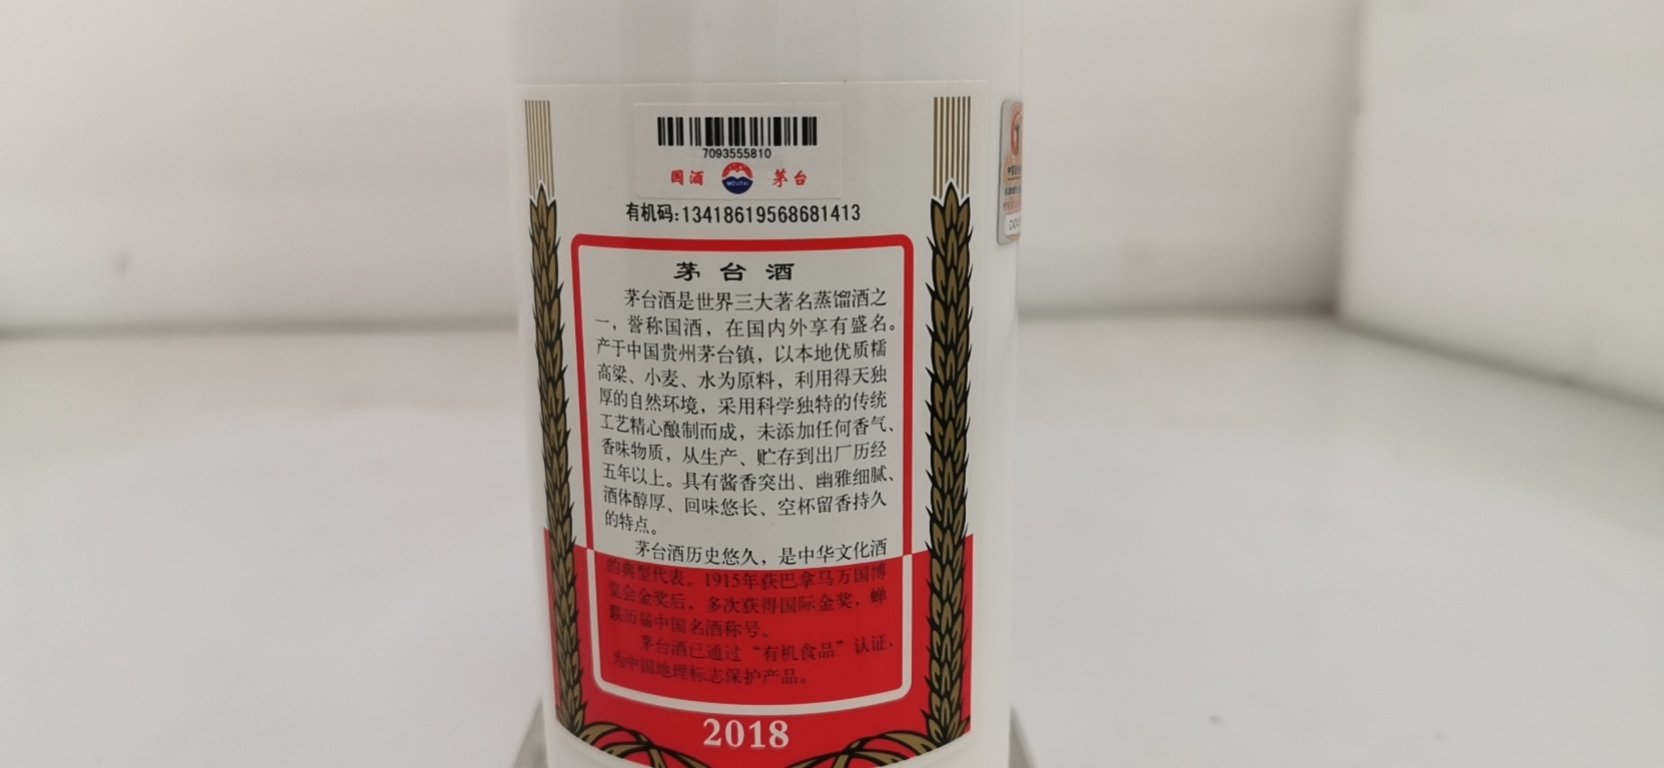 7093555810
国酒 茅台
有机码:13418619568681413
茅台酒
茅台酒是世界三大著名蒸馏酒之
一，誉称国酒，在国内外享有盛名。
产于中国贵州茅台镇，以本地优质糯
高粱、小麦、水为原料，利用得天独
厚的自然环境，采用科学独特的传统
工艺精心酿制而成，未添加任何香气、
香味物质，从生产、贮存到出厂历经
五年以上。具有酱香突出、幽雅细腻、
酒体醇厚、回味悠长、空杯留香持久
的特点。
茅台酒历史悠久，是中华文化酒
的典型代表。1915年获巴拿马万国博
览会金奖后，多次获得国际金奖，蝉
联历届中国名酒称号。
茅台酒已通过“有机食品”认证，
为中国地理标志保护产品。
2018